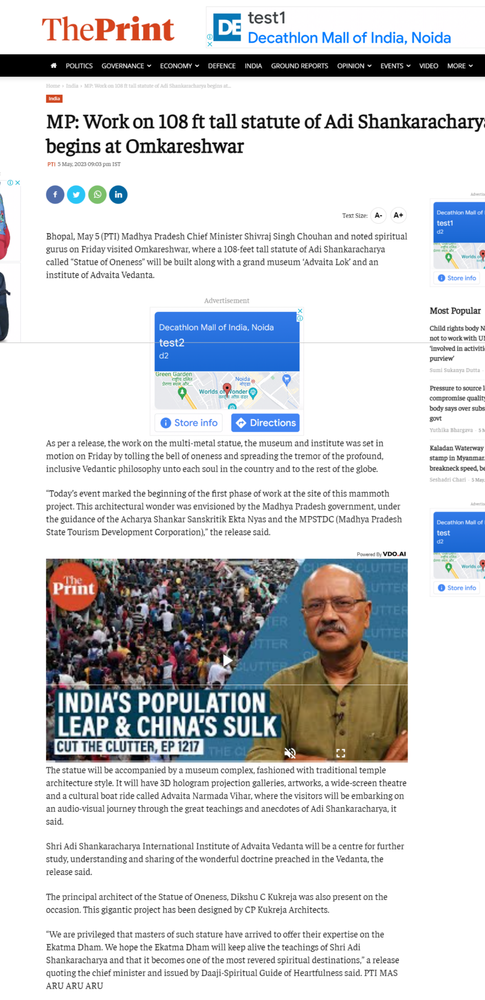 ThePrint
DE
test1
Decathlon Mall of India, Noida
POLITICS GOVERNANCE ECONOMY DEFENCE INDIA GROUND REPORTS OPINION EVENTS VIDEO MORE
Home › India › MP: Work on 108 ft tall statute of Adi Shankaracharya begins at...
India
MP: Work on 108 ft tall statute of Adi Shankaracharya
begins at Omkareshwar
PTI 5 May, 2023 09:03 pm IST
Text Size: A- A+
Bhopal, May 5 (PTI) Madhya Pradesh Chief Minister Shivraj Singh Chouhan and noted spiritual
gurus on Friday visited Omkareshwar, where a 108-feet tall statute of Adi Shankaracharya
called “Statue of Oneness” will be built along with a grand museum ‘Advaita Lok’ and an
institute of Advaita Vedanta.
Advertisement
Decathlon Mall of India, Noida
test2
d2
Green Garden
राष्ट्रीय दलित
प्रेरणा स्थल और...
Noida
नोएडा
Worlds of Wonder
वर्ल्ड्स ऑफ़ वंडर
Store info
Directions
As per a release, the work on the multi-metal statue, the museum and institute was set in
motion on Friday by tolling the bell of oneness and spreading the tremor of the profound,
inclusive Vedantic philosophy unto each soul in the country and to the rest of the globe.
“Today’s event marked the beginning of the first phase of work at the site of this mammoth
project. This architectural wonder was envisioned by the Madhya Pradesh government, under
the guidance of the Acharya Shankar Sanskritik Ekta Nyas and the MPSTDC (Madhya Pradesh
State Tourism Development Corporation),” the release said.
Powered By VDO.AI
The
Print
INDIA'S POPULATION
LEAP & CHINA'S SULK
CUT THE CLUTTER, EP 1217
The statue will be accompanied by a museum complex, fashioned with traditional temple
architecture style. It will have 3D hologram projection galleries, artworks, a wide-screen theatre
and a cultural boat ride called Advaita Narmada Vihar, where the visitors will be embarking on
an audio-visual journey through the great teachings and anecdotes of Adi Shankaracharya, it
said.
Shri Adi Shankaracharya International Institute of Advaita Vedanta will be a centre for further
study, understanding and sharing of the wonderful doctrine preached in the Vedanta, the
release said.
The principal architect of the Statue of Oneness, Dikshu C Kukreja was also present on the
occasion. This gigantic project has been designed by CP Kukreja Architects.
“We are privileged that masters of such stature have arrived to offer their expertise on the
Ekatma Dham. We hope the Ekatma Dham will keep alive the teachings of Shri Adi
Shankaracharya and that it becomes one of the most revered spiritual destinations,” a release
quoting the chief minister and issued by Daaji-Spiritual Guide of Heartfulness said. PTI MAS
ARU ARU ARU
Decathlon Mall of
test1
d2
Worlds of
Store info
Most Popular
Child rights body N
not to work with
‘involved in
purview’
Sumi Sukanya Dutta -
Pressure to source
compromise quality
body says over subs
govt
Yuthika Bhargava - 5 M
Kaladan Waterway
stamp in Myanmar.
breakneck speed, be
Seshadri Chari - 5 May,
Decathlon Mall of
test
d2
Worlds of
Store info